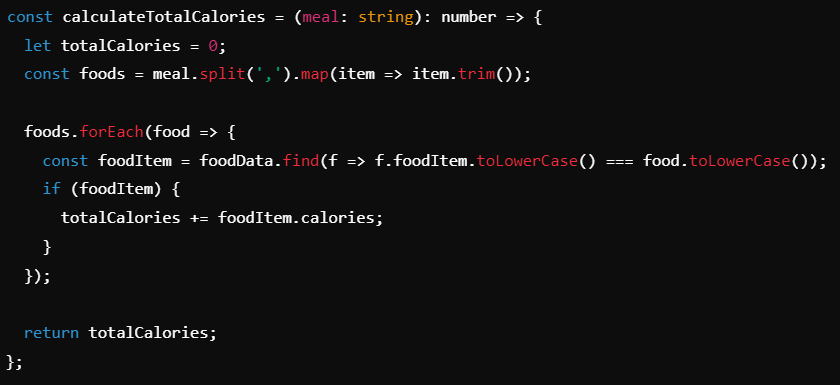 const calculateTotalCalories = (meal: string): number => {
  let totalCalories = 0;
  const foods = meal.split(',').map(item => item.trim());

  foods.forEach(food => {
    const foodItem = foodData.find(f => f.foodItem.toLowerCase() === food.toLowerCase());
    if (foodItem) {
      totalCalories += foodItem.calories;
    }
  });

  return totalCalories;
};